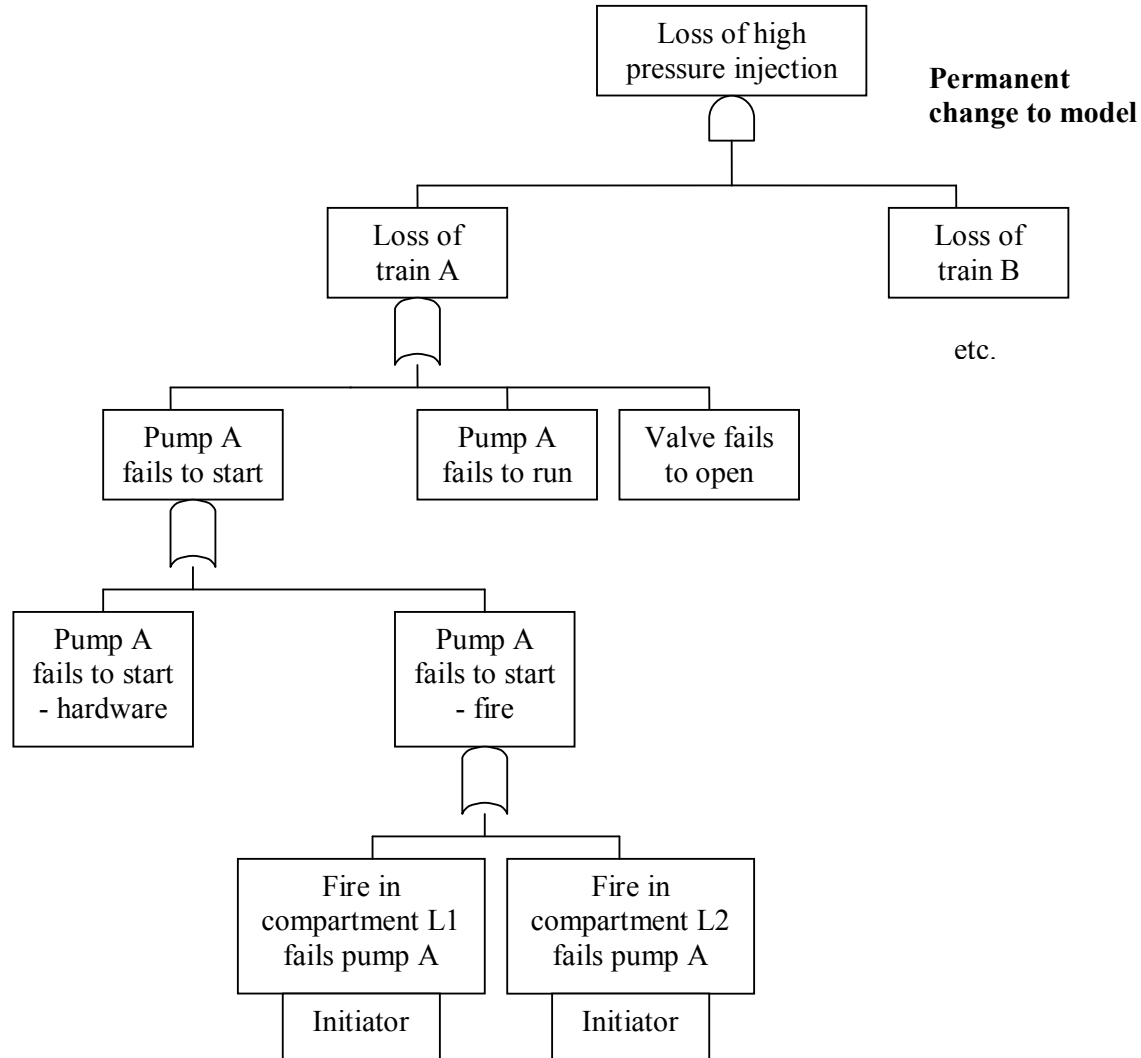 Loss of high
pressure injection
Permanent
change to model
Loss of
train A
Loss of
train B
etc.
Pump A
fails to start
Pump A
fails to run
Valve fails
to open
Pump A
fails to start
- hardware
Pump A
fails to start
- fire
Fire in
compartment L1
fails pump A
Fire in
compartment L2
fails pump A
Initiator
Initiator